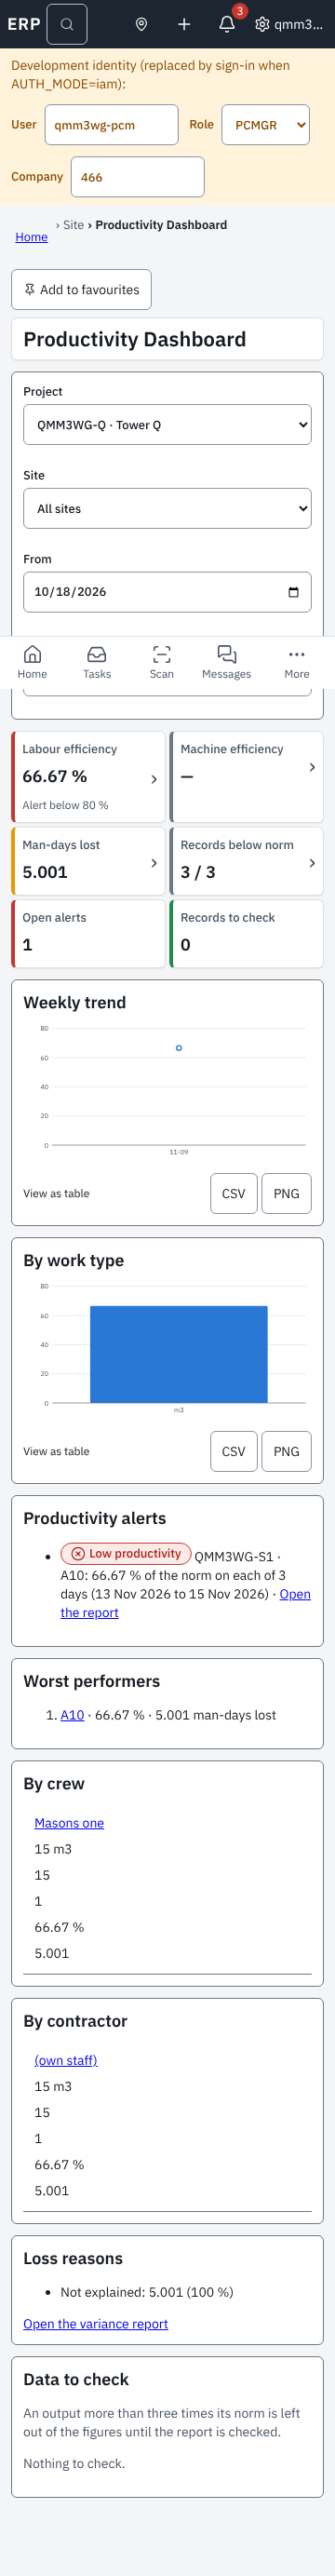 ERP
3
qmm3...
Development identity (replaced by sign-in when
AUTH_MODE=iam):
User qmm3wg-pcm Role PCMGR
Company 466
Home › Site › Productivity Dashboard
Add to favourites
Productivity Dashboard
Project
QMM3WG-Q · Tower Q
Site
All sites
From
10/18/2026
Home Tasks Scan Messages More
Labour efficiency
66.67 %
Alert below 80 %
Machine efficiency
—
Man-days lost
5.001
Records below norm
3 / 3
Open alerts
1
Records to check
0
Weekly trend
80
60
40
20
0
11-09
View as table CSV PNG
By work type
80
60
40
20
0
m3
View as table CSV PNG
Productivity alerts
• Low productivity QMM3WG-S1 ·
A10: 66.67 % of the norm on each of 3
days (13 Nov 2026 to 15 Nov 2026) · Open
the report
Worst performers
1. A10 · 66.67 % · 5.001 man-days lost
By crew
Masons one
15 m3
15
1
66.67 %
5.001
By contractor
(own staff)
15 m3
15
1
66.67 %
5.001
Loss reasons
• Not explained: 5.001 (100 %)
Open the variance report
Data to check
An output more than three times its norm is left
out of the figures until the report is checked.
Nothing to check.